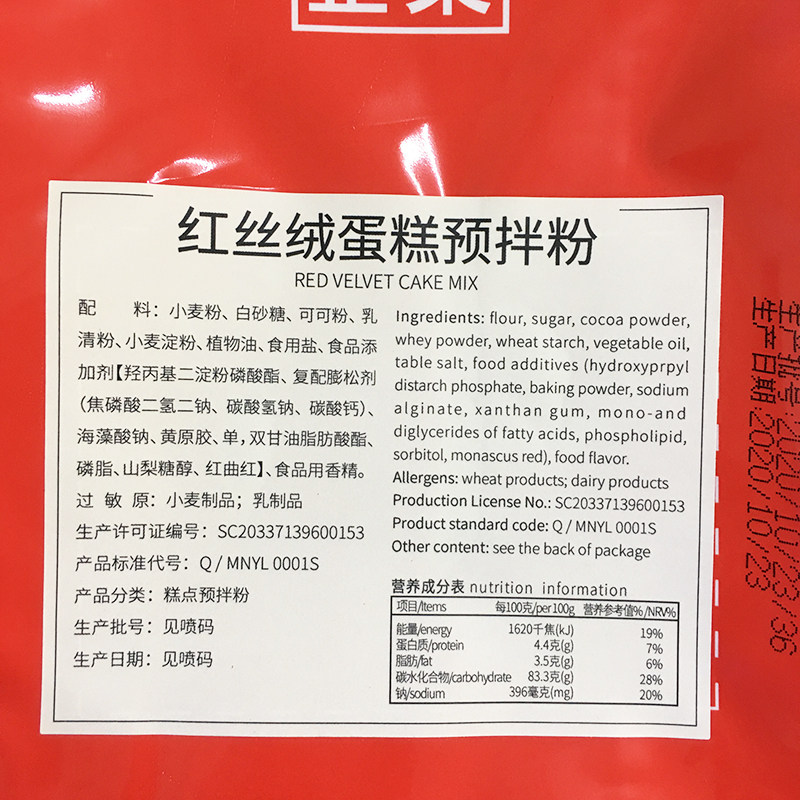 红丝绒蛋糕预拌粉
RED VELVET CAKE MIX
配 料：小麦粉、白砂糖、可可粉、乳
清粉、小麦淀粉、植物油、食用盐、食品添
加剂【羟丙基二淀粉磷酸酯、复配膨松剂
（焦磷酸二氢二钠、碳酸氢钠、碳酸钙）、
海藻酸钠、黄原胶、单，双甘油脂肪酸酯、
磷脂、山梨糖醇、红曲红】、食品用香精。
过 敏 原：小麦制品；乳制品
生产许可证编号：SC20337139600153
产品标准代号：Q / MNYL 0001S
产品分类：糕点预拌粉
生产批号：见喷码
生产日期：见喷码
Ingredients: flour, sugar, cocoa powder,
whey powder, wheat starch, vegetable oil,
table salt, food additives (hydroxyprpyl
distarch phosphate, baking powder, sodium
alginate, xanthan gum, mono-and
diglycerides of fatty acids, phospholipid,
sorbitol, monascus red), food flavor.
Allergens: wheat products; dairy products
Production License No.: SC20337139600153
Product standard code: Q / MNYL 0001S
Other content: see the back of package
营养成分表 nutrition information
项目/Items 每100克/per 100g 营养参考值% /NRV%
能量/energy 1620千焦(kJ) 19%
蛋白质/protein 4.4克(g) 7%
脂肪/fat 3.5克(g) 6%
碳水化合物/carbohydrate 83.3克(g) 28%
钠/sodium 396毫克(mg) 20%
生产批号:2020/10/23/36
生产日期:2020/10/23